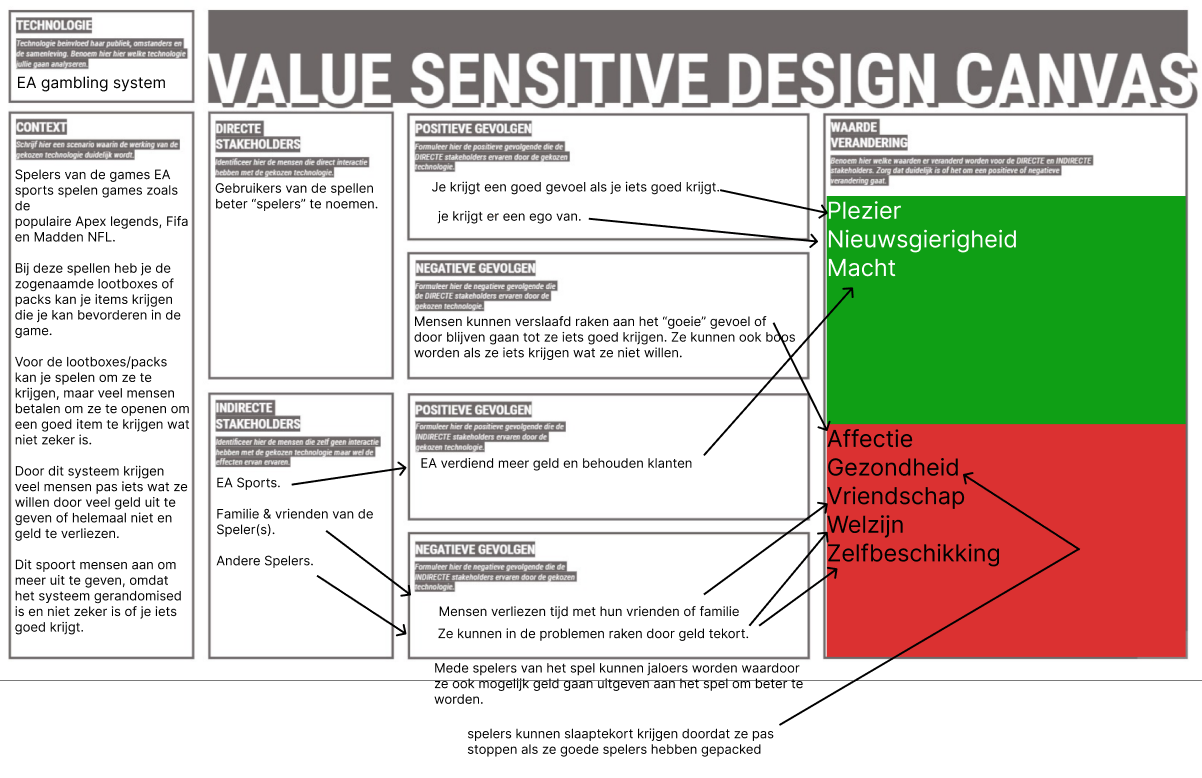 TECHNOLOGIE
Technologie beïnvloed haar publiek, omstanders en
de samenleving. Benoem hier hier welke technologie
jullie gaan analyseren.
EA gambling system
VALUE SENSITIVE DESIGN CANVAS
CONTEXT
Schrijf hier een scenario waarin de werking van de
gekozen technologie duidelijk wordt.
Spelers van de games EA
sports spelen games zoals
de
populaire Apex legends, Fifa
en Madden NFL.
Bij deze spellen heb je de
zogenaamde lootboxes of
packs kan je items krijgen
die je kan bevorderen in de
game.
Voor de lootboxes/packs
kan je spelen om ze te
krijgen, maar veel mensen
betalen om ze te openen om
een goed item te krijgen wat
niet zeker is.
Door dit systeem krijgen
veel mensen pas iets wat ze
willen door veel geld uit te
geven of helemaal niet en
geld te verliezen.
Dit spoort mensen aan om
meer uit te geven, omdat
het systeem gerandomised
is en niet zeker is of je iets
goed krijgt.
DIRECTE
STAKEHOLDERS
Identificeer hier de mensen die direct interactie
hebben met de gekozen technologie.
Gebruikers van de spellen
beter “spelers” te noemen.
INDIRECTE
STAKEHOLDERS
Identificeer hier de mensen die zelf geen interactie
hebben met de gekozen technologie maar wel de
effecten ervan ervaren.
EA Sports.
Familie & vrienden van de
Speler(s).
Andere Spelers.
POSITIEVE GEVOLGEN
Formuleer hier de positieve gevolgende die de
DIRECTE stakeholders ervaren door de gekozen
technologie.
Je krijgt een goed gevoel als je iets goed krijgt.
je krijgt er een ego van.
NEGATIEVE GEVOLGEN
Formuleer hier de negatieve gevolgende die
de DIRECTE stakeholders ervaren door de
gekozen technologie.
Mensen kunnen verslaafd raken aan het “goeie” gevoel of
door blijven gaan tot ze iets goed krijgen. Ze kunnen ook boos
worden als ze iets krijgen wat ze niet willen.
POSITIEVE GEVOLGEN
Formuleer hier de positieve gevolgende die de
INDIRECTE stakeholders ervaren door de
gekozen technologie.
EA verdiend meer geld en behouden klanten
NEGATIEVE GEVOLGEN
Formuleer hier de negatieve gevolgende die de
INDIRECTE stakeholders ervaren door de gekozen
technologie.
Mensen verliezen tijd met hun vrienden of familie
Ze kunnen in de problemen raken door geld tekort.
Mede spelers van het spel kunnen jaloers worden waardoor
ze ook mogelijk geld gaan uitgeven aan het spel om beter te
worden.
spelers kunnen slaaptekort krijgen doordat ze pas
stoppen als ze goede spelers hebben gepacked
WAARDE
VERANDERING
Benoem hier welke waarden er veranderd worden voor de DIRECTE en INDIRECTE
stakeholders. Zorg dat duidelijk is of het om een positieve of negatieve
verandering gaat.
Plezier
Nieuwsgierigheid
Macht
Affectie
Gezondheid
Vriendschap
Welzijn
Zelfbeschikking